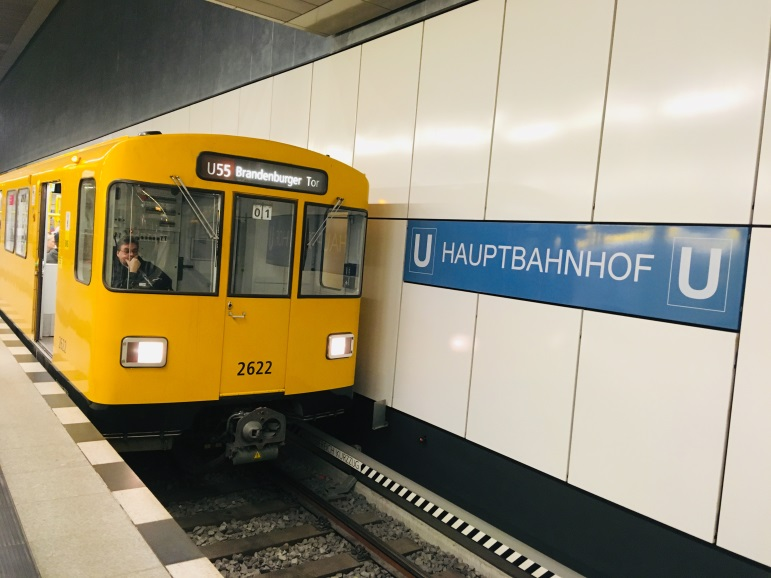 U55 Brandenburger Tor
01
2622
U HAUPTBAHNHOF U